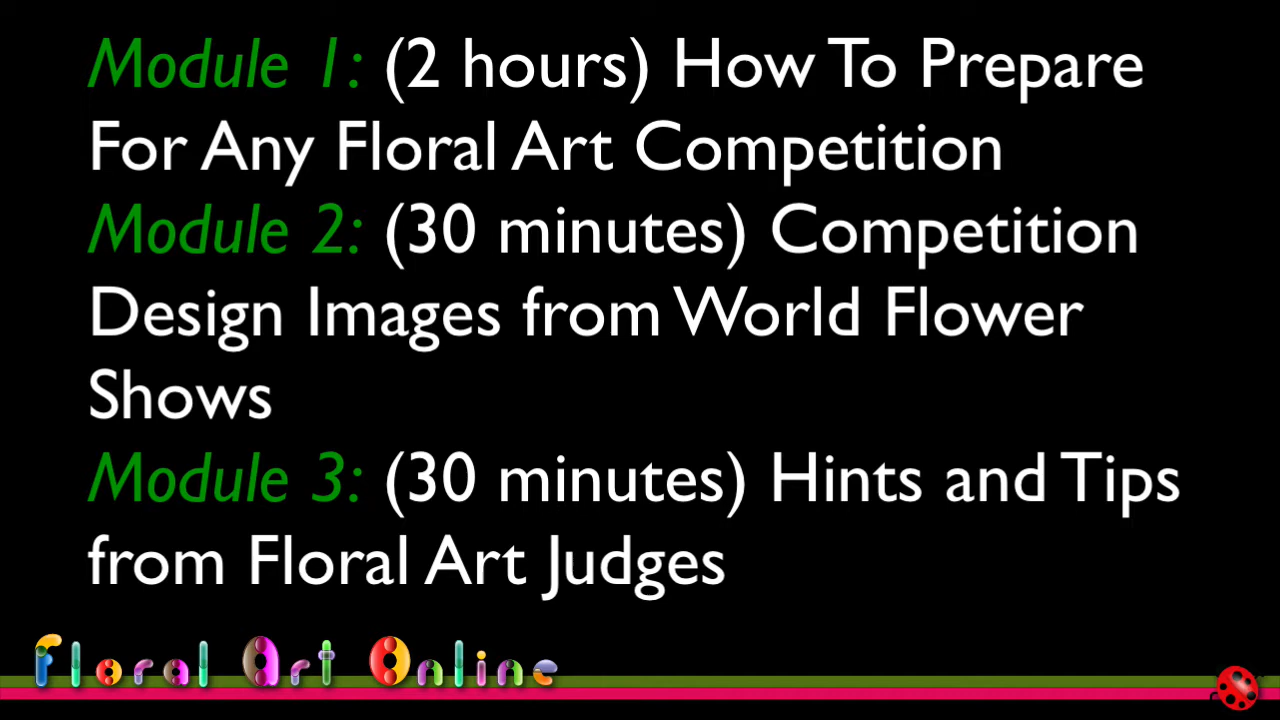 Module 1: (2 hours) How To Prepare
For Any Floral Art Competition
Module 2: (30 minutes) Competition
Design Images from World Flower
Shows
Module 3: (30 minutes) Hints and Tips
from Floral Art Judges
Floral Art Online